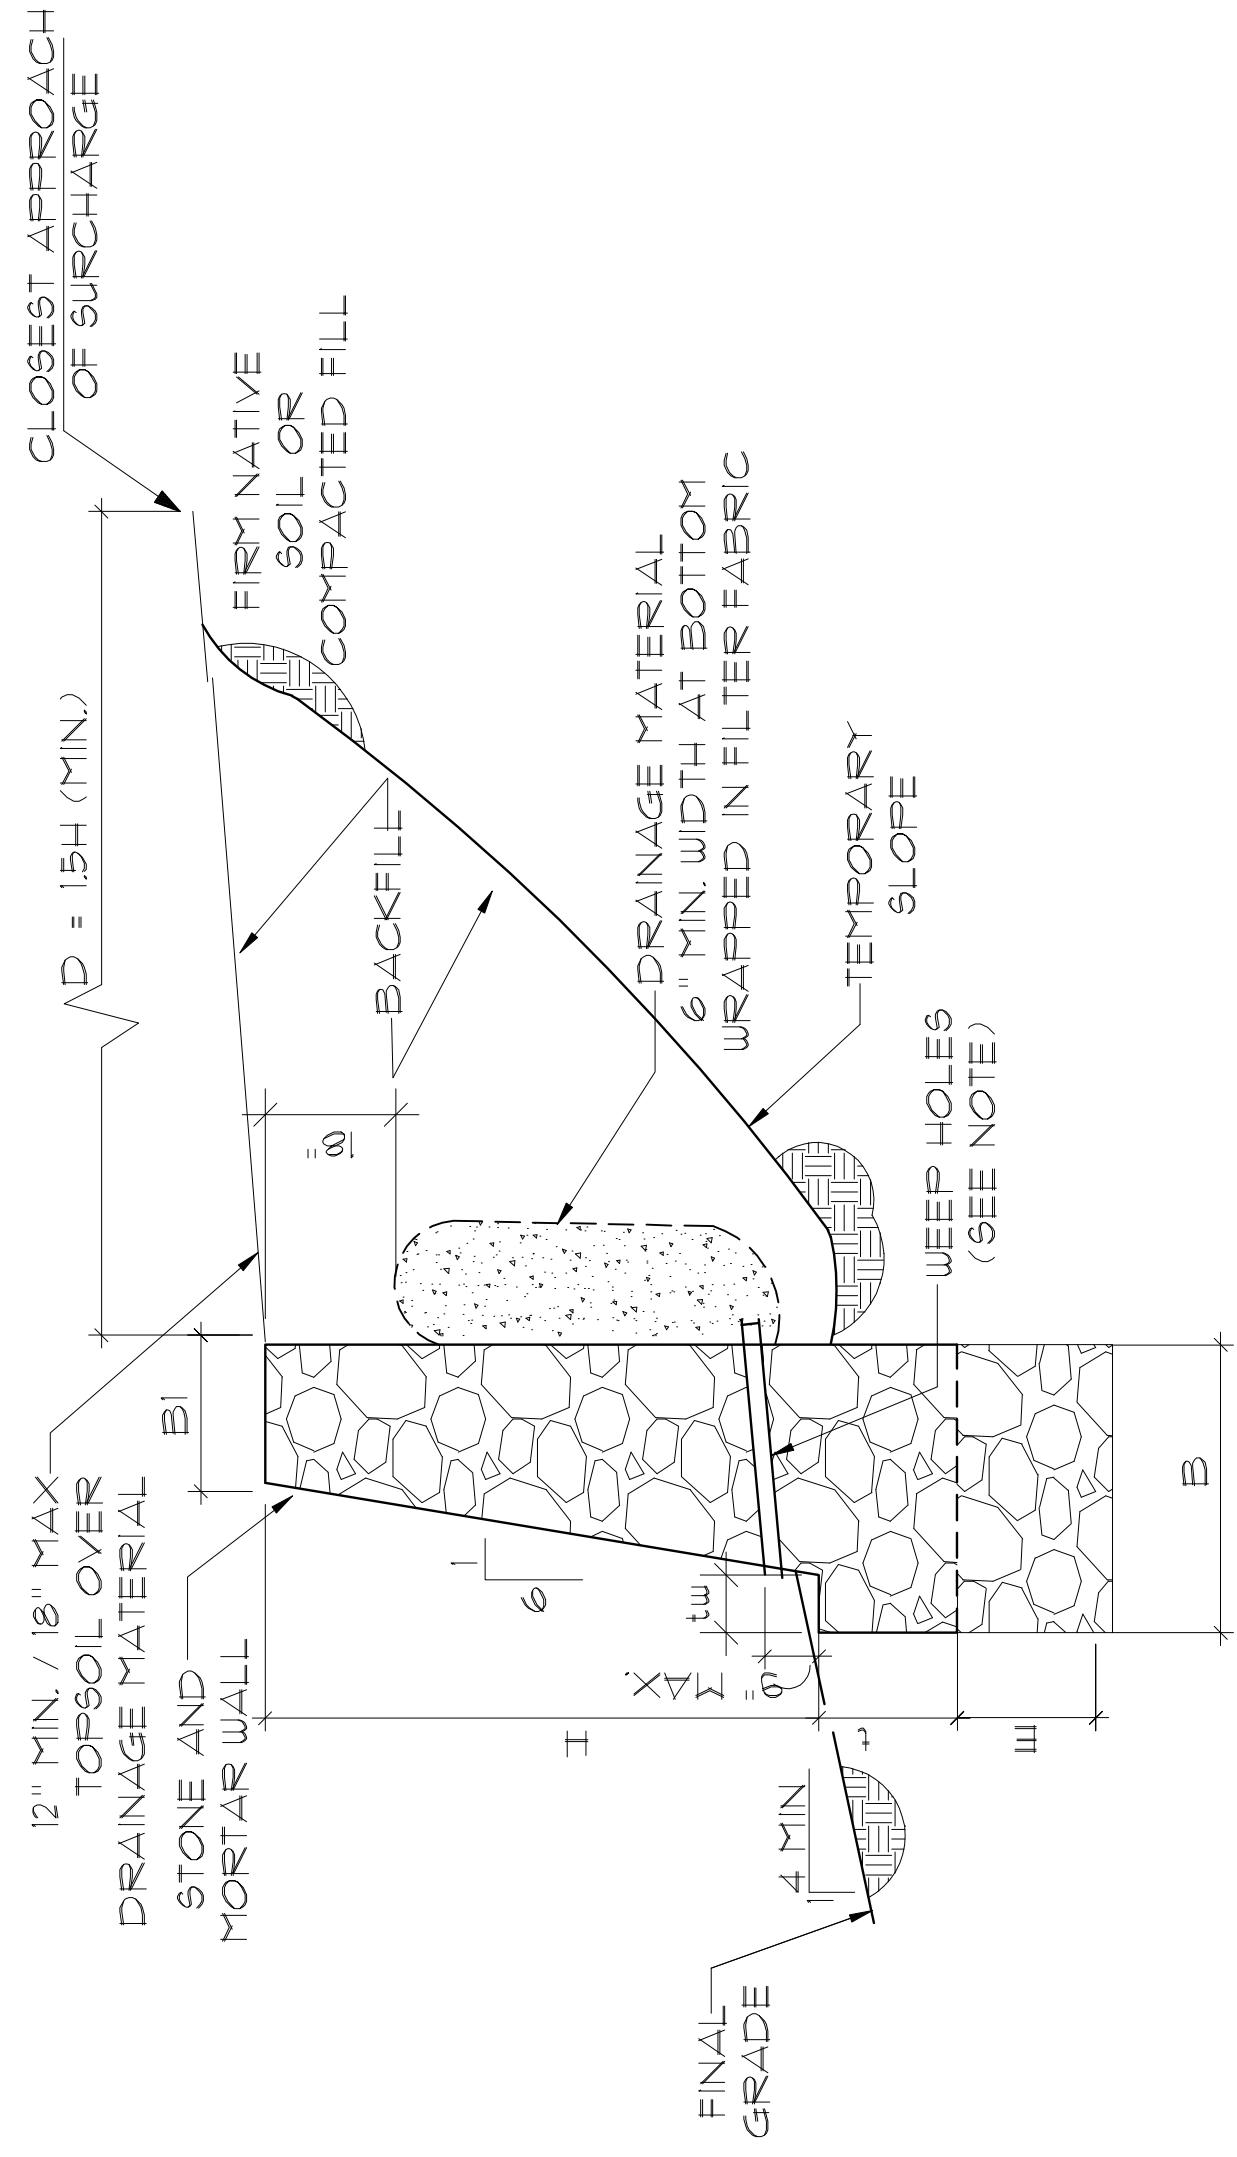 CLOSEST APPROACH
OF SURCHARGE
D = 1.5H (MIN.)
12" MIN. / 18" MAX
TOPSOIL OVER
DRAINAGE MATERIAL
STONE AND
MORTAR WALL
B1
FIRM NATIVE
SOIL OR
COMPACTED FILL
BACKFILL
18"
DRAINAGE MATERIAL
6" MIN. WIDTH AT BOTTOM
WRAPPED IN FILTER FABRIC
TEMPORARY
SLOPE
WEEP HOLES
(SEE NOTE)
1
6
tw
6" MAX.
H
t
m
B
4 MIN
1
FINAL
GRADE